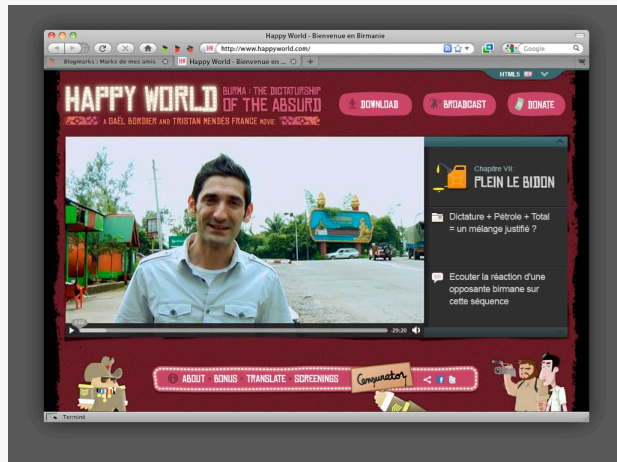 Happy World - Bienvenue en Birmanie
http://www.happyworld.com/
Google
Blogmarks : Marks de mes amis
Happy World - Bienvenue en ...
HTML5
HAPPY WORLD
BURMA : THE DICTATURSHIP
OF THE ABSURD
A GAËL BORDIER AND TRISTAN MENDÈS FRANCE MOVIE
DOWNLOAD
BROADCAST
DONATE
Chapitre VII:
PLEIN LE BIDON
Dictature + Pétrole + Total
= un mélange justifié ?
Ecouter la réaction d'une
opposante birmane sur
cette séquence
-29:20
ABOUT · BONUS · TRANSLATE · SCREENINGS
Censurator
Terminé